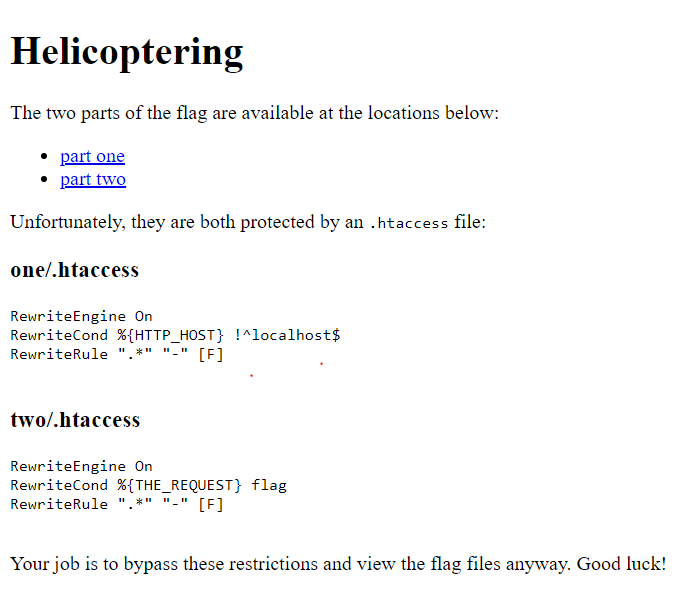 Helicoptering
The two parts of the flag are available at the locations below:
part one
part two
Unfortunately, they are both protected by an .htaccess file:
one/.htaccess
RewriteEngine On
RewriteCond %{HTTP_HOST} !^localhost$
RewriteRule ".*" "-" [F]
two/.htaccess
RewriteEngine On
RewriteCond %{THE_REQUEST} flag
RewriteRule ".*" "-" [F]
Your job is to bypass these restrictions and view the flag files anyway. Good luck!